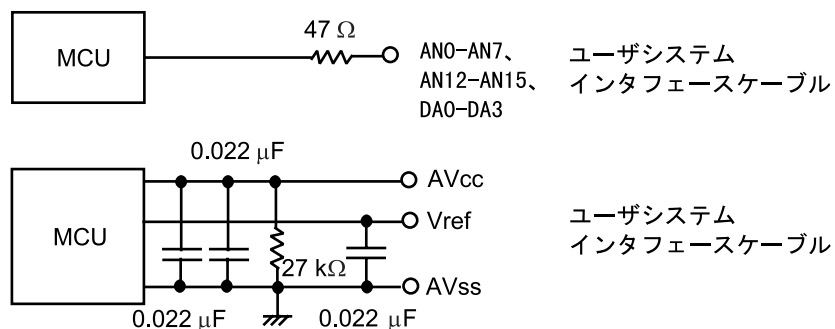 47 Ω
MCU
AN0-AN7、
AN12-AN15、
DA0-DA3
ユーザシステム
インタフェースケーブル
0.022 μF
MCU
AVcc
Vref
27 kΩ
AVss
0.022 μF
0.022 μF
ユーザシステム
インタフェースケーブル